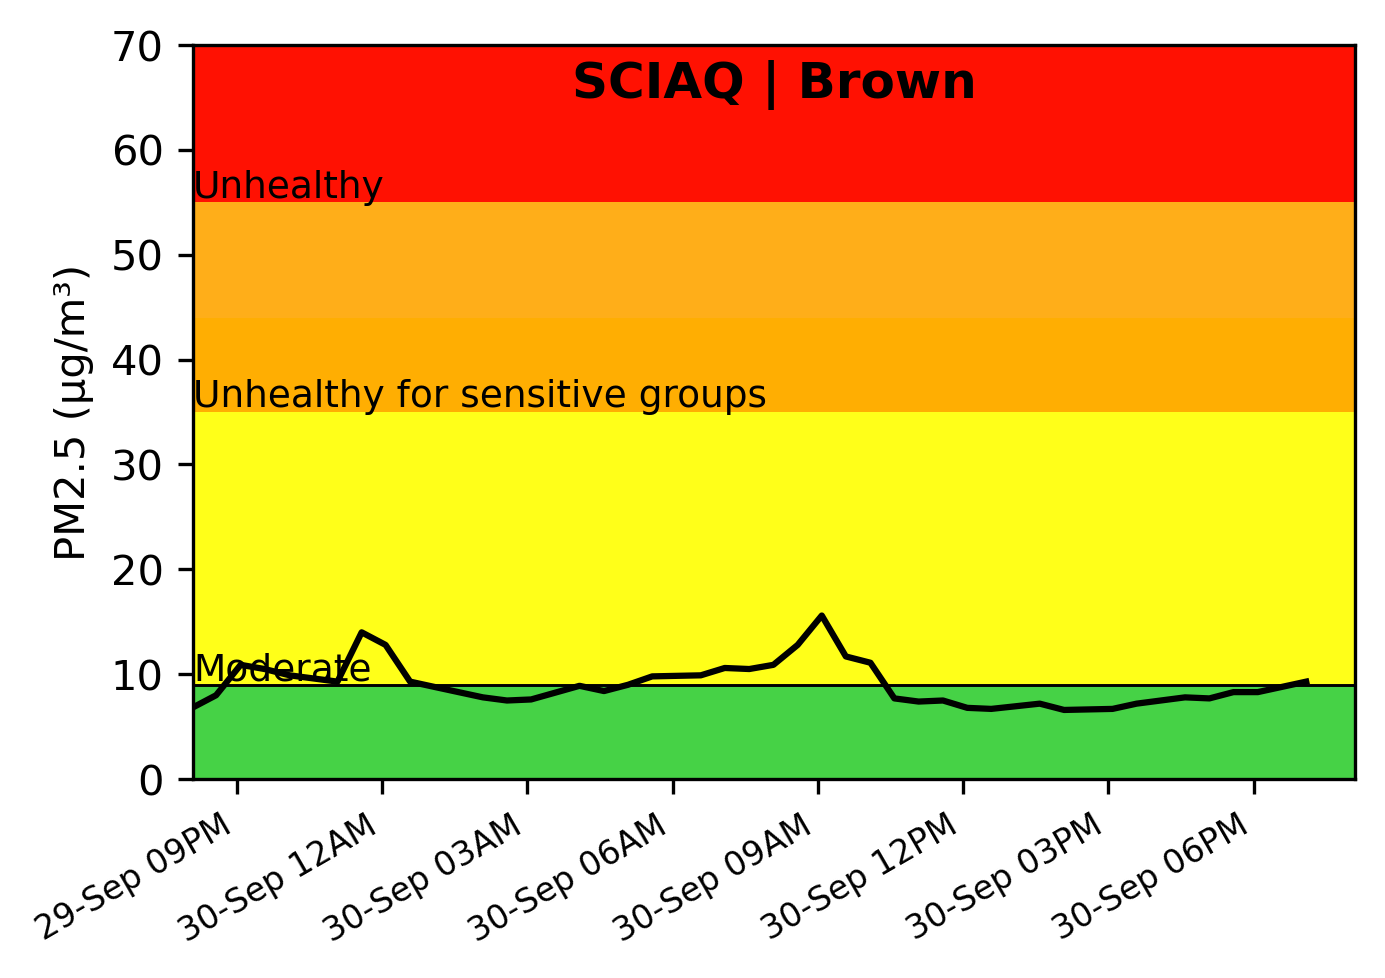 SCIAQ | Brown
PM2.5 (µg/m³)
70
60
50
40
30
20
10
0
Unhealthy
Unhealthy for sensitive groups
Moderate
29-Sep 09PM
30-Sep 12AM
30-Sep 03AM
30-Sep 06AM
30-Sep 09AM
30-Sep 12PM
30-Sep 03PM
30-Sep 06PM